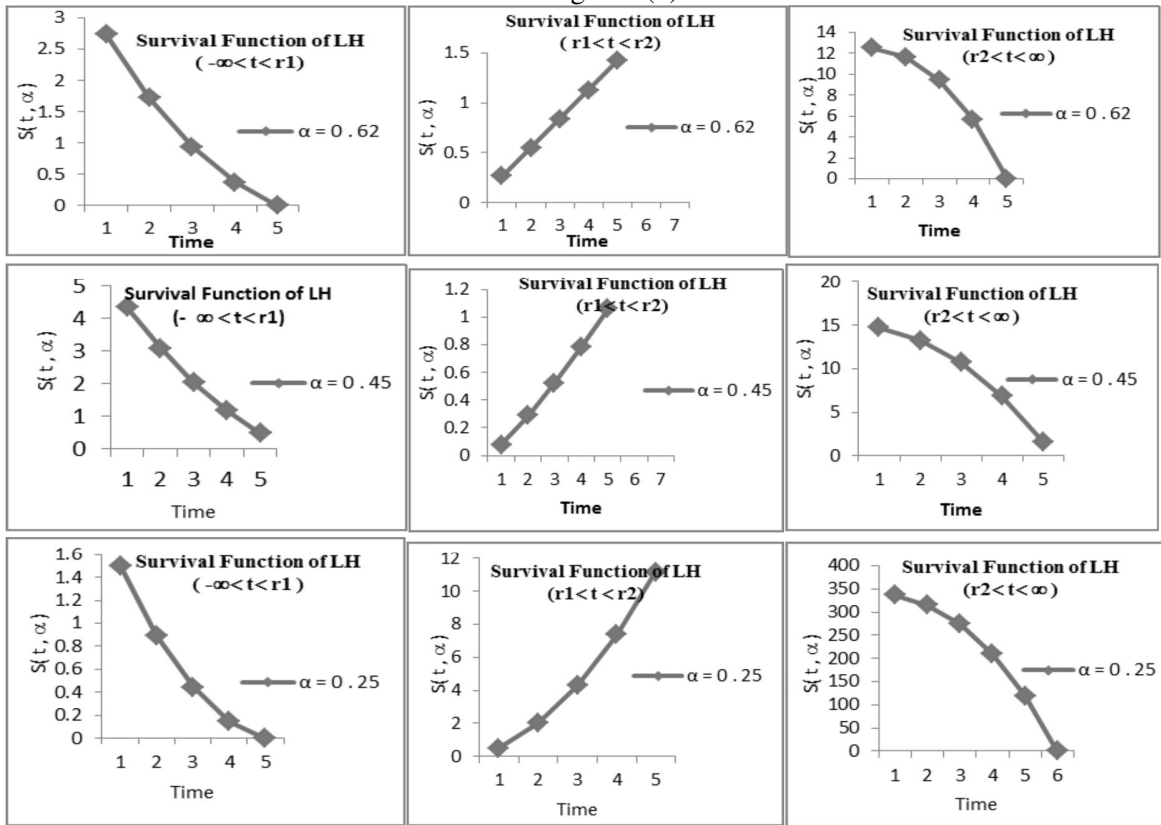 3
2.5
2
1.5
1
0.5
0
Survival Function of LH
( -∞< t< r1)
S(t, α)
α = 0.62
1 2 3 4 5
Time
1.5
1
0.5
0
Survival Function of LH
( r1< t < r2)
S(t, α)
α = 0.62
1 2 3 4 5 6 7
Time
14
12
10
8
6
4
2
0
Survival Function of LH
(r2< t<∞)
S(t, α)
α = 0.62
1 2 3 4 5
Time
5
4
3
2
1
0
Survival Function of LH
(- ∞ < t< r1)
S(t, α)
α = 0.45
1 2 3 4 5
Time
1.2
1
0.8
0.6
0.4
0.2
0
Survival Function of LH
(r1< t < r2)
S(t, α)
α = 0.45
1 2 3 4 5 6 7
Time
20
15
10
5
0
Survival Function of LH
(r2< t < ∞)
S(t, α)
α = 0.45
1 2 3 4 5
Time
1.6
1.4
1.2
1
0.8
0.6
0.4
0.2
0
Survival Function of LH
( -∞< t< r1 )
S(t, α)
α = 0.25
1 2 3 4 5
Time
12
10
8
6
4
2
0
Survival Function of LH
(r1< t < r2)
S(t, α)
α = 0.25
1 2 3 4 5
Time
400
350
300
250
200
150
100
50
0
Survival Function of LH
(r2< t< ∞)
S(t, α)
α = 0.25
1 2 3 4 5 6
Time